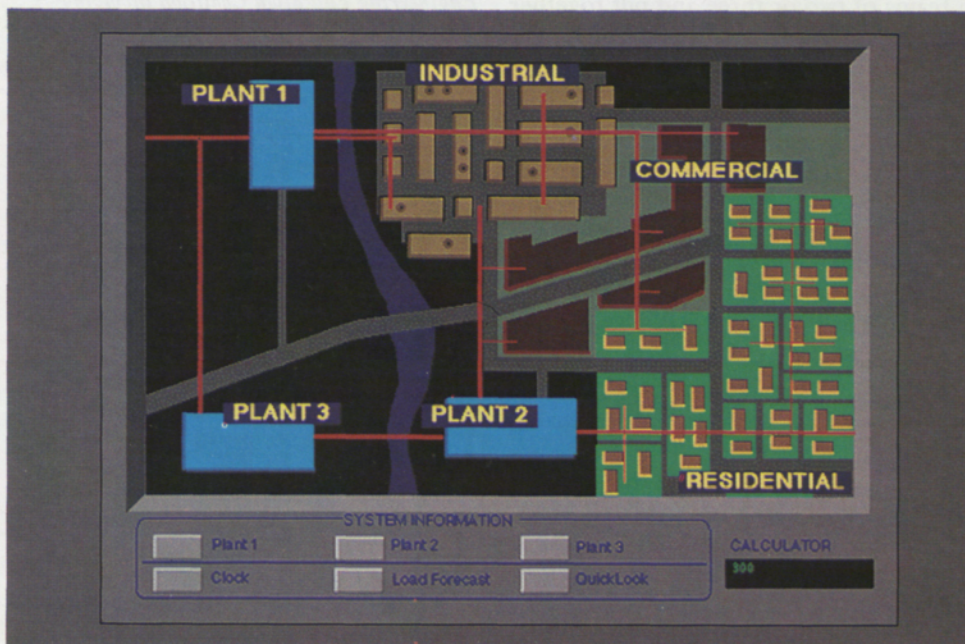 INDUSTRIAL
PLANT 1
COMMERCIAL
PLANT 3
PLANT 2
RESIDENTIAL
SYSTEM INFORMATION
Plant 1
Plant 2
Plant 3
CALCULATOR
Clock
Load Forecast
QuickLook
300